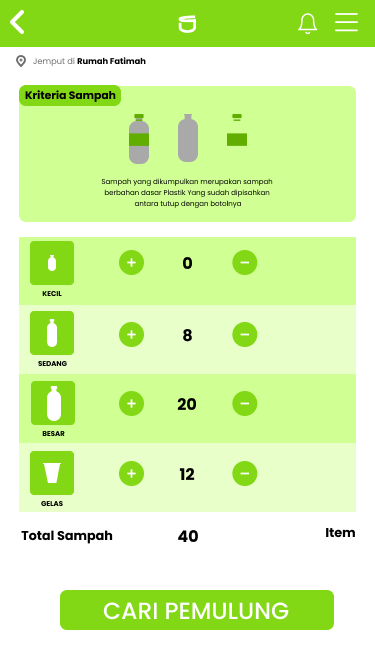 Jemput di Rumah Fatimah
Kriteria Sampah
Sampah yang dikumpulkan merupakan sampah
berbahan dasar Plastik Yang sudah dipisahkan
antara tutup dengan botolnya
+ 0 −
KECIL
+ 8 −
SEDANG
+ 20 −
BESAR
+ 12 −
GELAS
Total Sampah 40 Item
CARI PEMULUNG